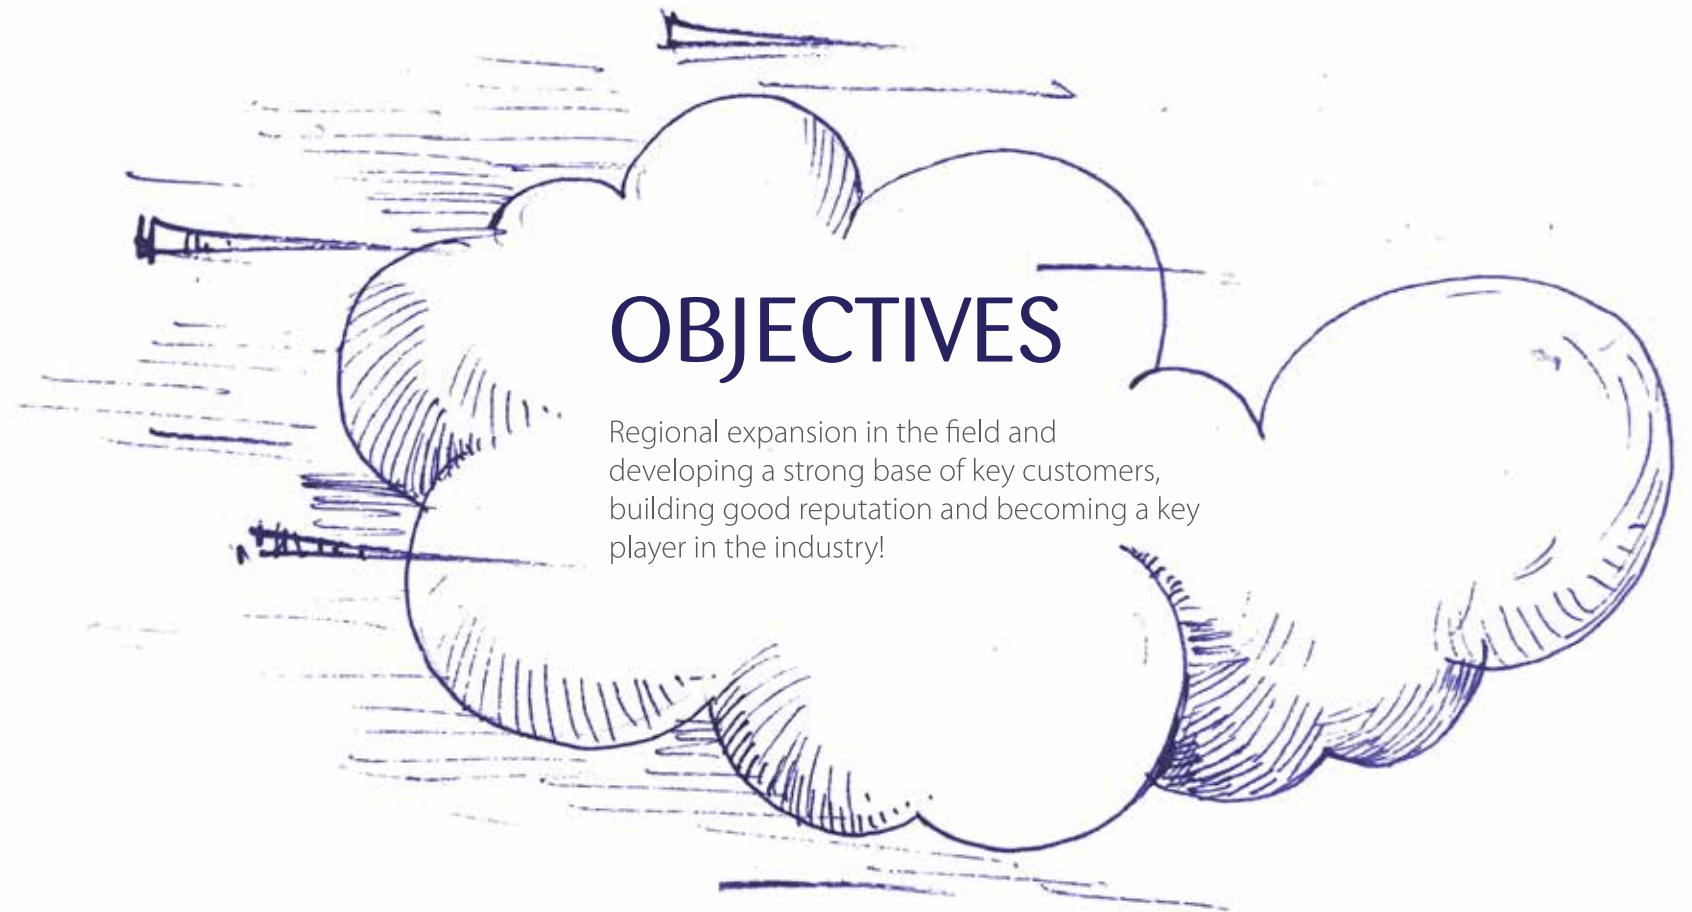 OBJECTIVES
Regional expansion in the field and
developing a strong base of key customers,
building good reputation and becoming a key
player in the industry!